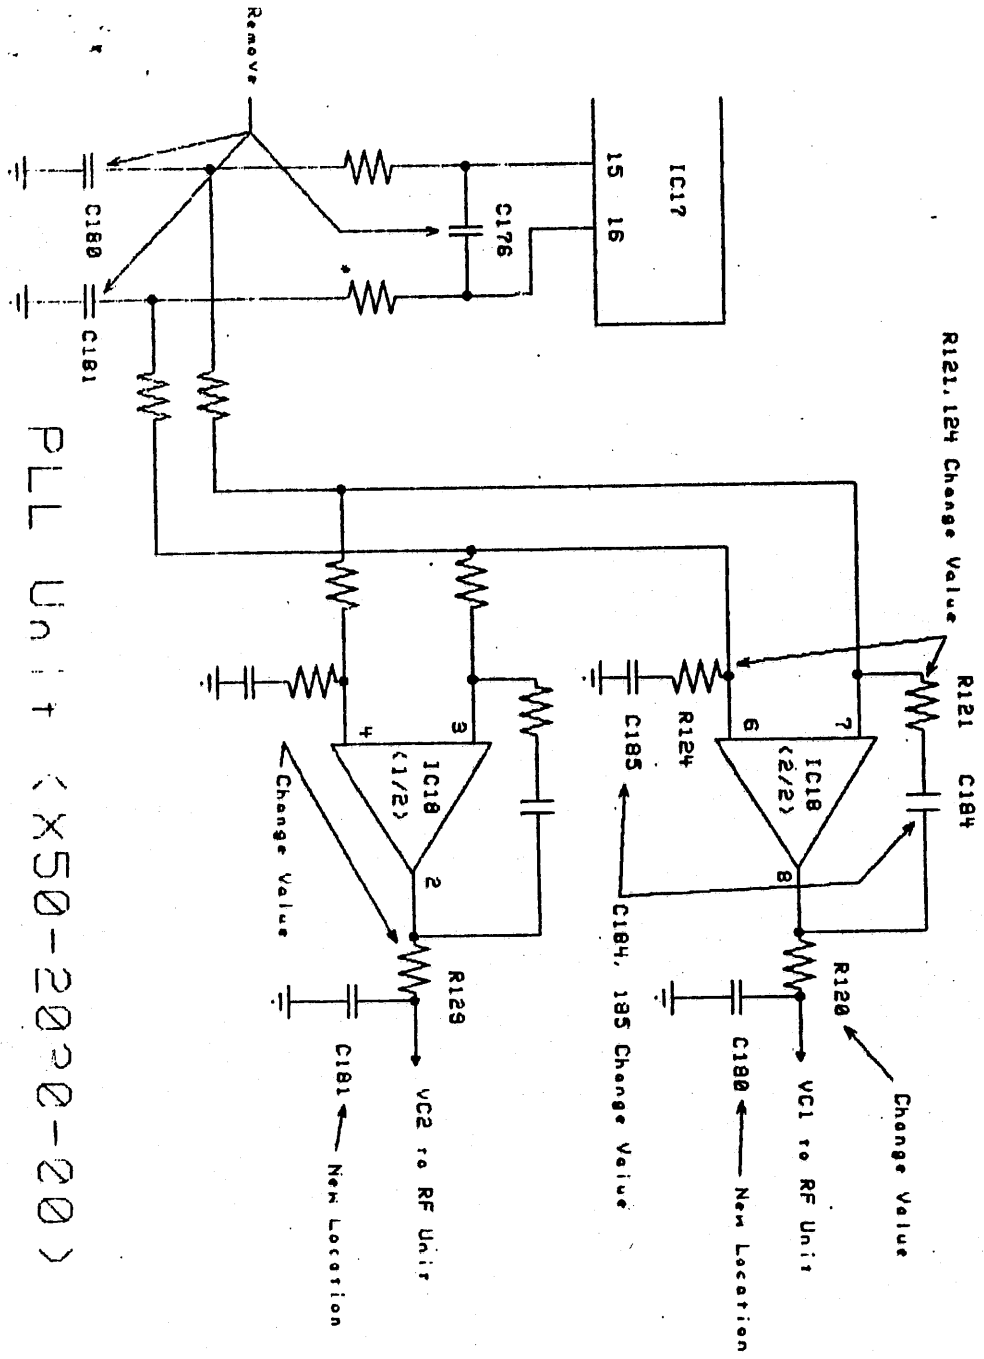 IC17
15
16
Remove
C176
C180
C181
R121,124 Change Value
R121
C184
R124
C185
6
7
IC18
(2/2)
8
C184, 185 Change Value
R120
Change Value
VC1 to RF Unit
C180
New Location
4
3
IC18
(1/2)
2
Change Value
R129
VC2 to RF Unit
C181
New Location
PLL Unit (X50-2020-20)